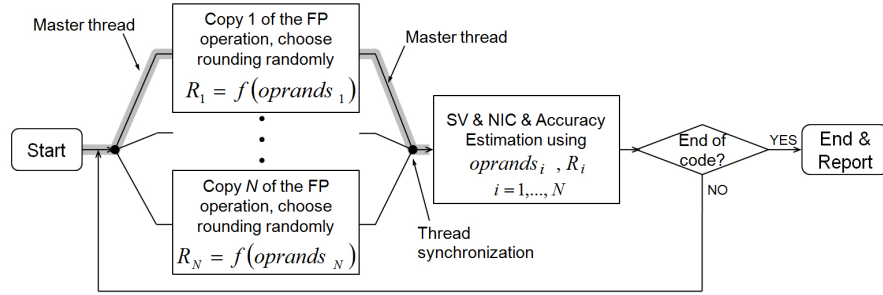 Master thread
Copy 1 of the FP
operation, choose
rounding randomly
R₁ = f(oprands ₁)
Master thread
Start
SV & NIC & Accuracy
Estimation using
oprandsᵢ , Rᵢ
i = 1,..., N
End of
code?
YES
End &
Report
NO
Copy N of the FP
operation, choose
rounding randomly
R_N = f(oprands _N)
Thread
synchronization